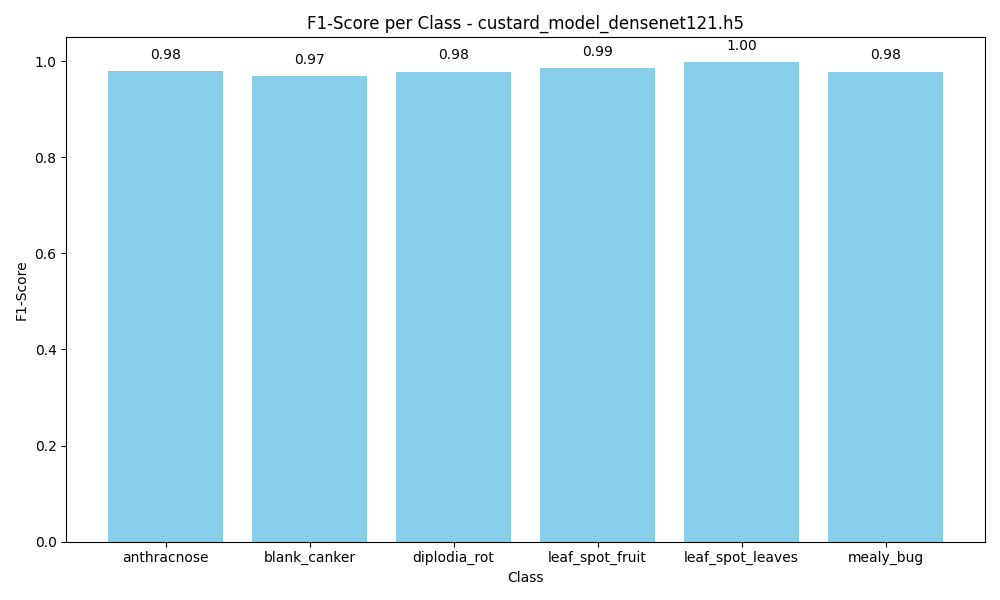 F1-Score per Class - custard_model_densenet121.h5
0.98
0.97
0.98
0.99
1.00
0.98
F1-Score
1.0
0.8
0.6
0.4
0.2
0.0
anthracnose
blank_canker
diplodia_rot
leaf_spot_fruit
leaf_spot_leaves
mealy_bug
Class